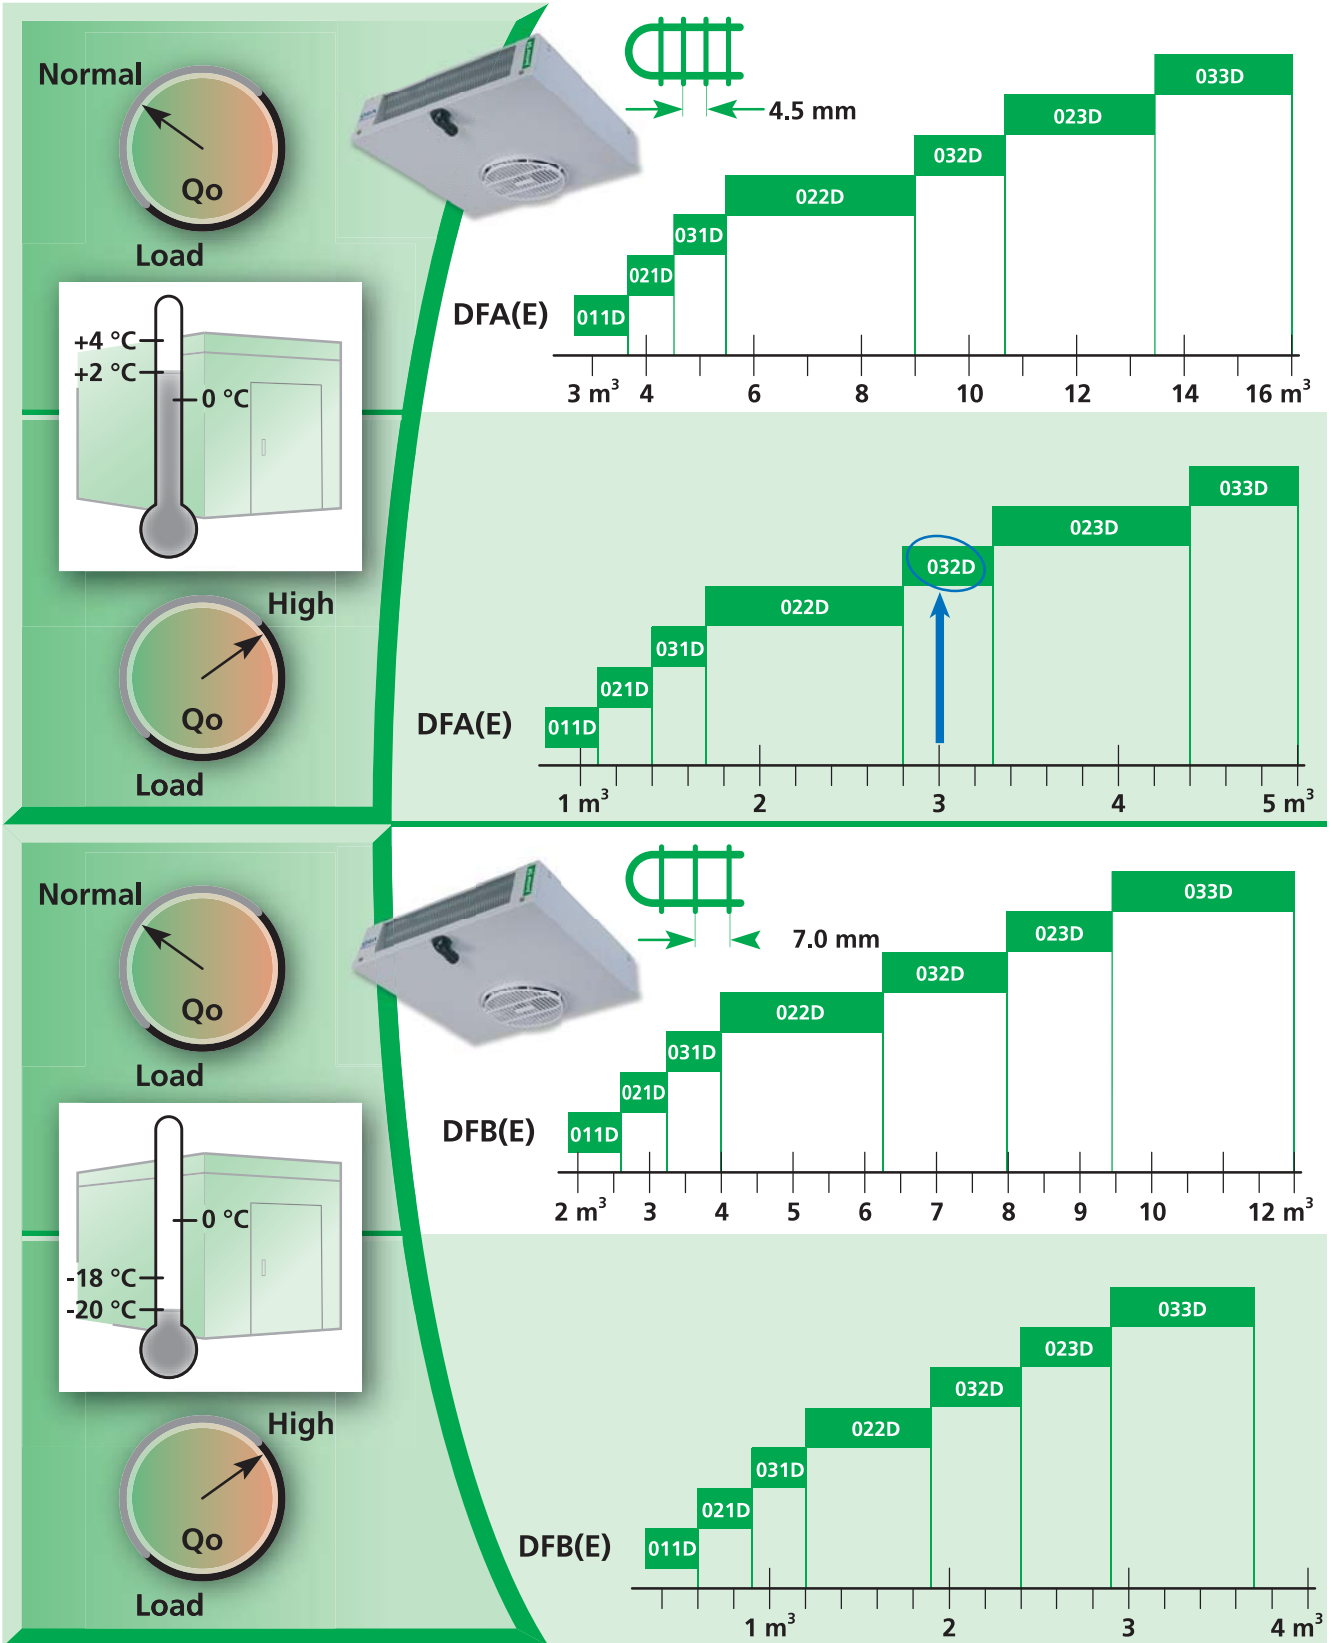 Normal
Qo
Load
4.5 mm
033D
023D
032D
022D
031D
021D
011D
DFA(E)
3 m³ 4 6 8 10 12 14 16 m³
+4 °C
+2 °C
0 °C
High
Qo
Load
033D
023D
032D
022D
031D
021D
011D
DFA(E)
1 m³ 2 3 4 5 m³
Normal
Qo
Load
7.0 mm
033D
023D
032D
022D
031D
021D
011D
DFB(E)
2 m³ 3 4 5 6 7 8 9 10 12 m³
0 °C
-18 °C
-20 °C
High
Qo
Load
033D
023D
032D
022D
031D
021D
011D
DFB(E)
1 m³ 2 3 4 m³